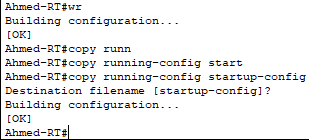 Ahmed-RT#wr
Building configuration...
[OK]
Ahmed-RT#copy runn
Ahmed-RT#copy running-config start
Ahmed-RT#copy running-config startup-config
Destination filename [startup-config]?
Building configuration...
[OK]
Ahmed-RT#